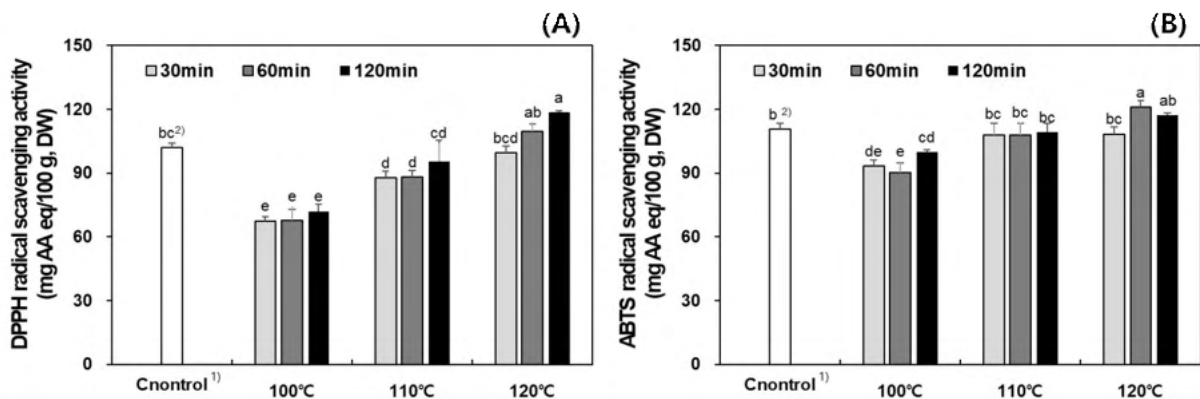 (A)
DPPH radical scavenging activity
(mg AA eq/100 g, DW)
150
120
90
60
30
0
30min 60min 120min
bc2)
e e e
d d cd
bcd ab a
Cnontrol 1) 100℃ 110℃ 120℃
(B)
ABTS radical scavenging activity
(mg AA eq/100 g, DW)
150
120
90
60
30
0
30min 60min 120min
b2)
de e cd
bc bc bc
bc a ab
Cnontrol 1) 100℃ 110℃ 120℃